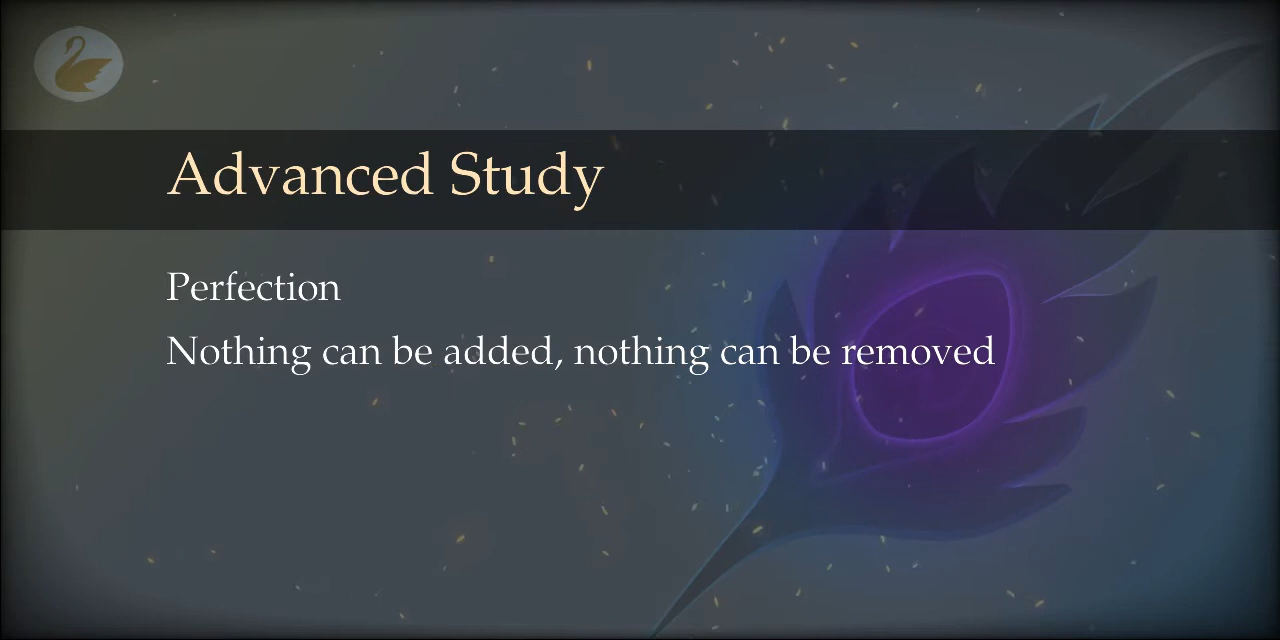 Advanced Study
Perfection
Nothing can be added, nothing can be removed